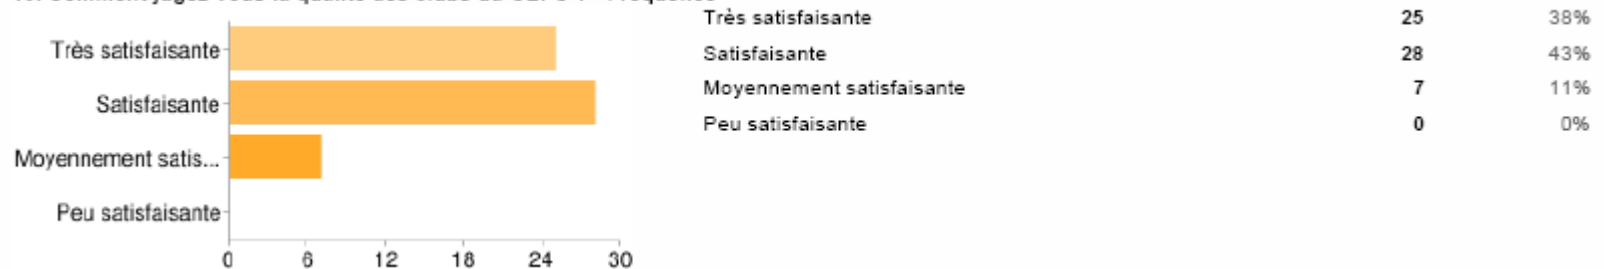 Très satisfaisante 25 38%
Satisfaisante 28 43%
Moyennement satisfaisante 7 11%
Peu satisfaisante 0 0%
Très satisfaisante
Satisfaisante
Moyennement satis...
Peu satisfaisante
0 6 12 18 24 30